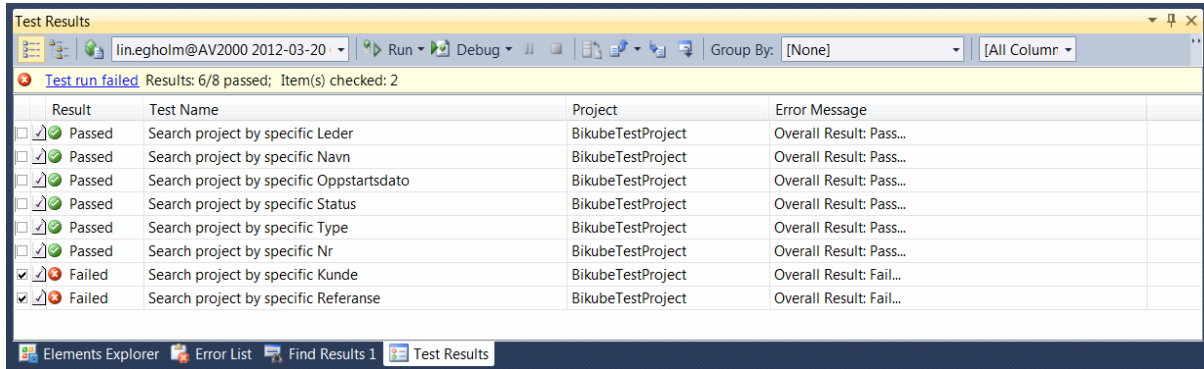 Test Results
lin.egholm@AV2000 2012-03-20 Run Debug Group By: [None] [All Column
Test run failed Results: 6/8 passed; Item(s) checked: 2
Result Test Name Project Error Message
Passed Search project by specific Leder BikubeTestProject Overall Result: Pass...
Passed Search project by specific Navn BikubeTestProject Overall Result: Pass...
Passed Search project by specific Oppstartsdato BikubeTestProject Overall Result: Pass...
Passed Search project by specific Status BikubeTestProject Overall Result: Pass...
Passed Search project by specific Type BikubeTestProject Overall Result: Pass...
Passed Search project by specific Nr BikubeTestProject Overall Result: Pass...
Failed Search project by specific Kunde BikubeTestProject Overall Result: Fail...
Failed Search project by specific Referanse BikubeTestProject Overall Result: Fail...
Elements Explorer Error List Find Results 1 Test Results